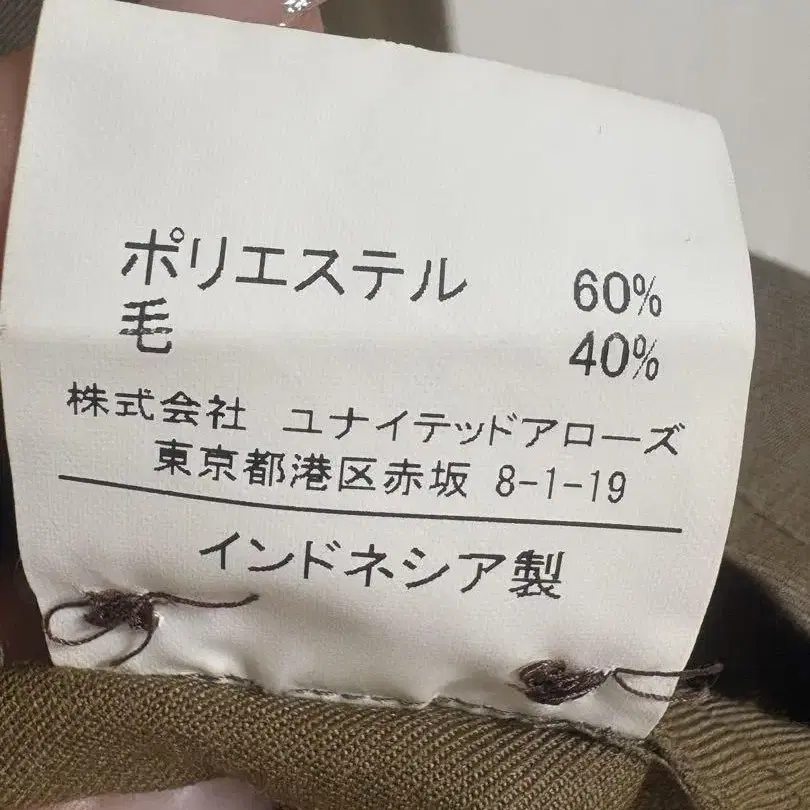 ポリエステル 60%
毛 40%
株式会社 ユナイテッドアローズ
東京都港区赤坂 8-1-19
インドネシア製